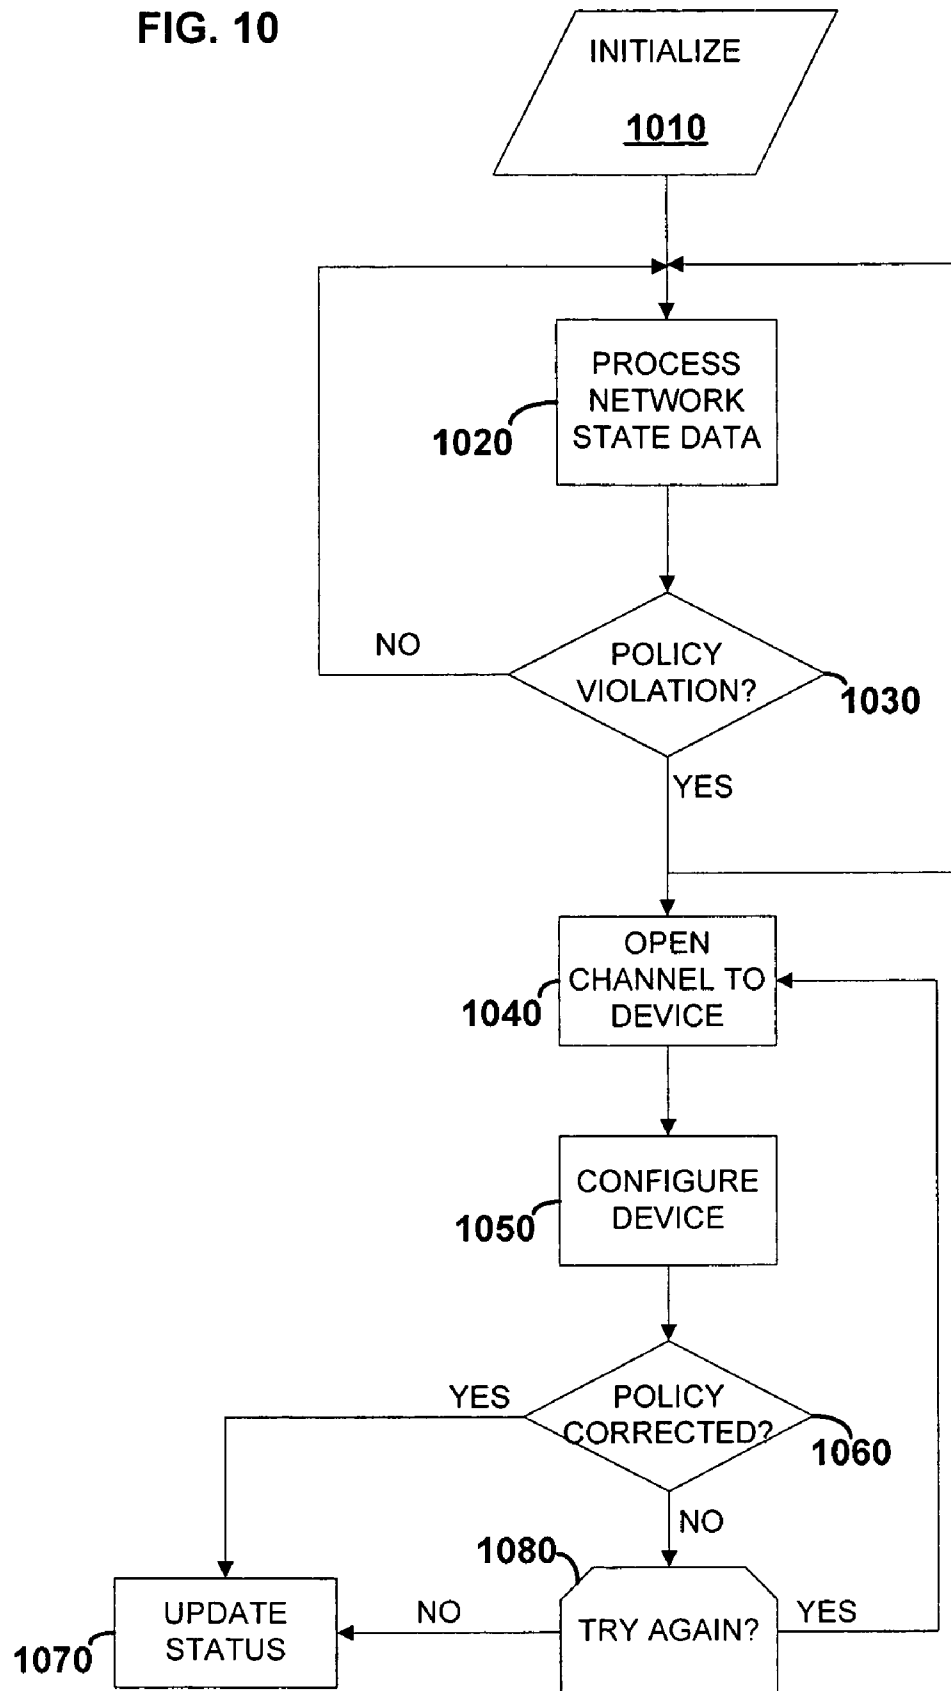 FIG. 10
INITIALIZE
1010
PROCESS
NETWORK
STATE DATA
1020
NO
POLICY
VIOLATION?
1030
YES
OPEN
CHANNEL TO
DEVICE
1040
CONFIGURE
DEVICE
1050
YES
POLICY
CORRECTED?
1060
NO
1080
UPDATE
STATUS
1070
NO
TRY AGAIN?
YES